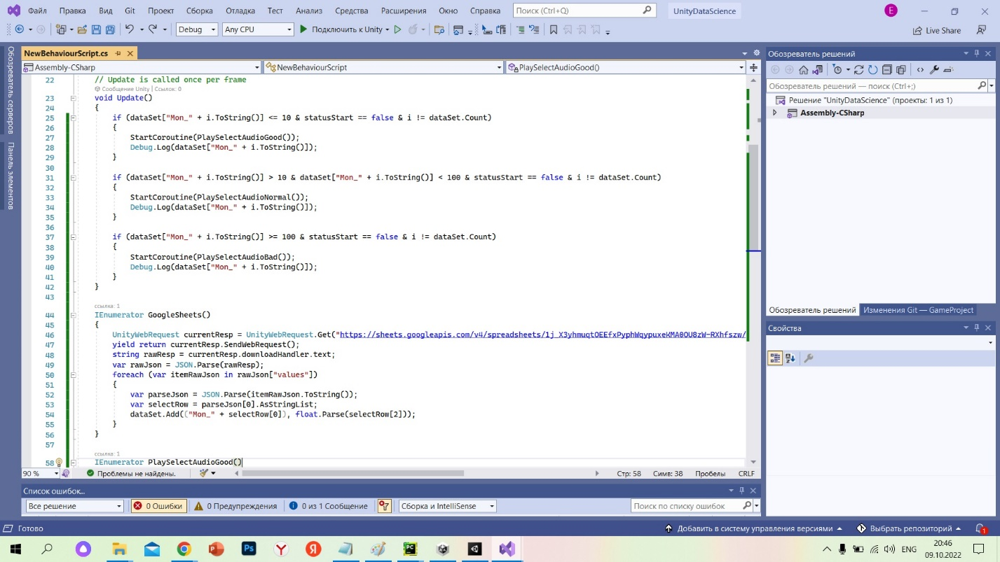 Файл Правка Вид Git Проект Сборка Отладка Тест Анализ Средства Расширения Окно Справка Поиск (Ctrl+Q) UnityDataScience E
Debug Any CPU Подключить к Unity Live Share
Обозреватель серверов
Панель элементов
NewBehaviourScript.cs
Assembly-CSharp NewBehaviourScript PlaySelectAudioGood()
22 // Update is called once per frame
Сообщение Unity | Ссылок: 0
23 void Update()
24 {
25 if (dataSet["Mon_" + i.ToString()] <= 10 & statusStart == false & i != dataSet.Count)
26 {
27 StartCoroutine(PlaySelectAudioGood());
28 Debug.Log(dataSet["Mon_" + i.ToString()]);
29 }
30
31 if (dataSet["Mon_" + i.ToString()] > 10 & dataSet["Mon_" + i.ToString()] < 100 & statusStart == false & i != dataSet.Count)
32 {
33 StartCoroutine(PlaySelectAudioNormal());
34 Debug.Log(dataSet["Mon_" + i.ToString()]);
35 }
36
37 if (dataSet["Mon_" + i.ToString()] >= 100 & statusStart == false & i != dataSet.Count)
38 {
39 StartCoroutine(PlaySelectAudioBad());
40 Debug.Log(dataSet["Mon_" + i.ToString()]);
41 }
42 }
43
ссылка: 1
44 IEnumerator GoogleSheets()
45 {
46 UnityWebRequest currentResp = UnityWebRequest.Get("https://sheets.googleapis.com/v4/spreadsheets/1j_X3yhmuqtOEEfxPyphWqypuxeKMA0OU8zW-RXhfszw/
47 yield return currentResp.SendWebRequest();
48 string rawResp = currentResp.downloadHandler.text;
49 var rawJson = JSON.Parse(rawResp);
50 foreach (var itemRawJson in rawJson["values"])
51 {
52 var parseJson = JSON.Parse(itemRawJson.ToString());
53 var selectRow = parseJson[0].AsStringList;
54 dataSet.Add(("Mon_" + selectRow[0]), float.Parse(selectRow[2]));
55 }
56 }
57
ссылка: 1
58 IEnumerator PlaySelectAudioGood()
90 % Проблемы не найдены. Стр: 58 Симв: 38 Пробелы CRLF
Список ошибок...
Все решение 0 Ошибки 0 Предупреждения 0 из 1 Сообщение Сборка и IntelliSense Поиск по списку ошибок
Обозреватель решений
Обозреватель решений — поиск (Ctrl+;)
Решение "UnityDataScience" (проекты: 1 из 1)
Assembly-CSharp
Обозреватель решений Изменения Git — GameProject
Свойства
Готово Добавить в систему управления версиями Выбрать репозиторий 1
P Ps Y Я PC ENG 20:46
09.10.2022